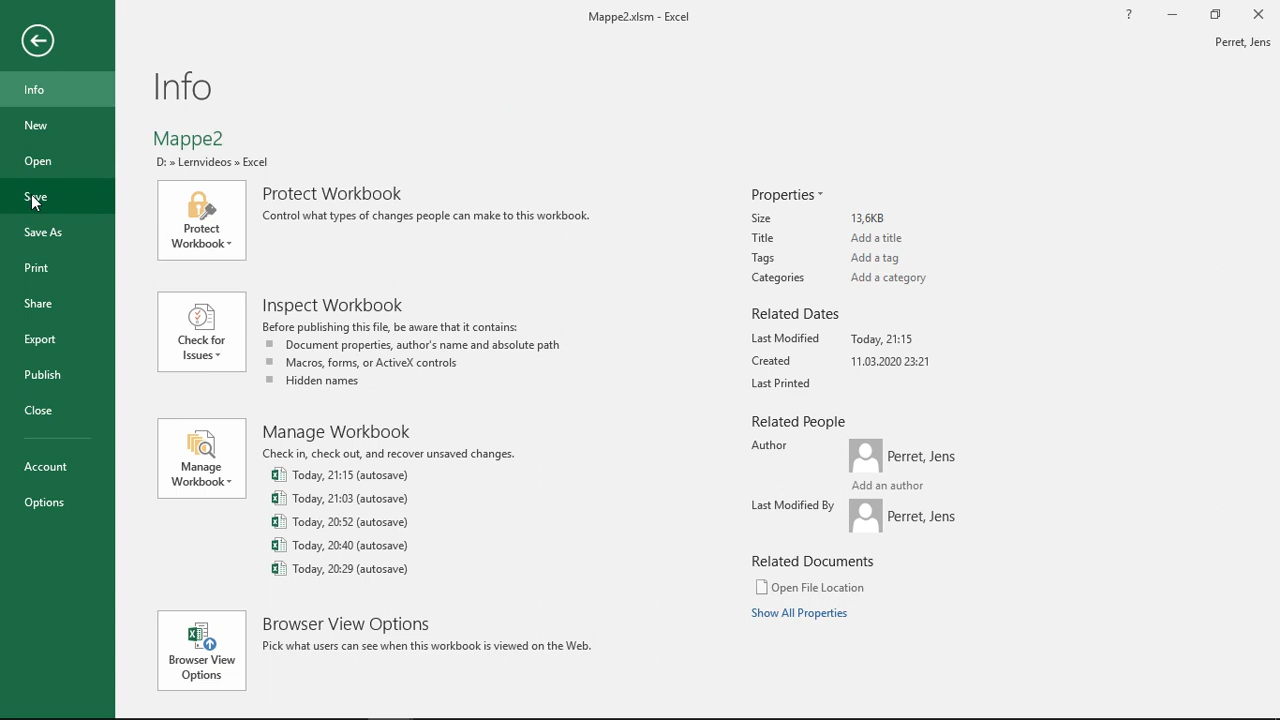 Mappe2.xlsm - Excel
?
Perret, Jens
Info
New
Open
Save
Save As
Print
Share
Export
Publish
Close
Account
Options
Info
Mappe2
D: » Lernvideos » Excel
Protect
Workbook
Protect Workbook
Control what types of changes people can make to this workbook.
Check for
Issues
Inspect Workbook
Before publishing this file, be aware that it contains:
Document properties, author's name and absolute path
Macros, forms, or ActiveX controls
Hidden names
Manage
Workbook
Manage Workbook
Check in, check out, and recover unsaved changes.
Today, 21:15 (autosave)
Today, 21:03 (autosave)
Today, 20:52 (autosave)
Today, 20:40 (autosave)
Today, 20:29 (autosave)
Browser View
Options
Browser View Options
Pick what users can see when this workbook is viewed on the Web.
Properties
Size 13,6KB
Title Add a title
Tags Add a tag
Categories Add a category
Related Dates
Last Modified Today, 21:15
Created 11.03.2020 23:21
Last Printed
Related People
Author Perret, Jens
Add an author
Last Modified By Perret, Jens
Related Documents
Open File Location
Show All Properties